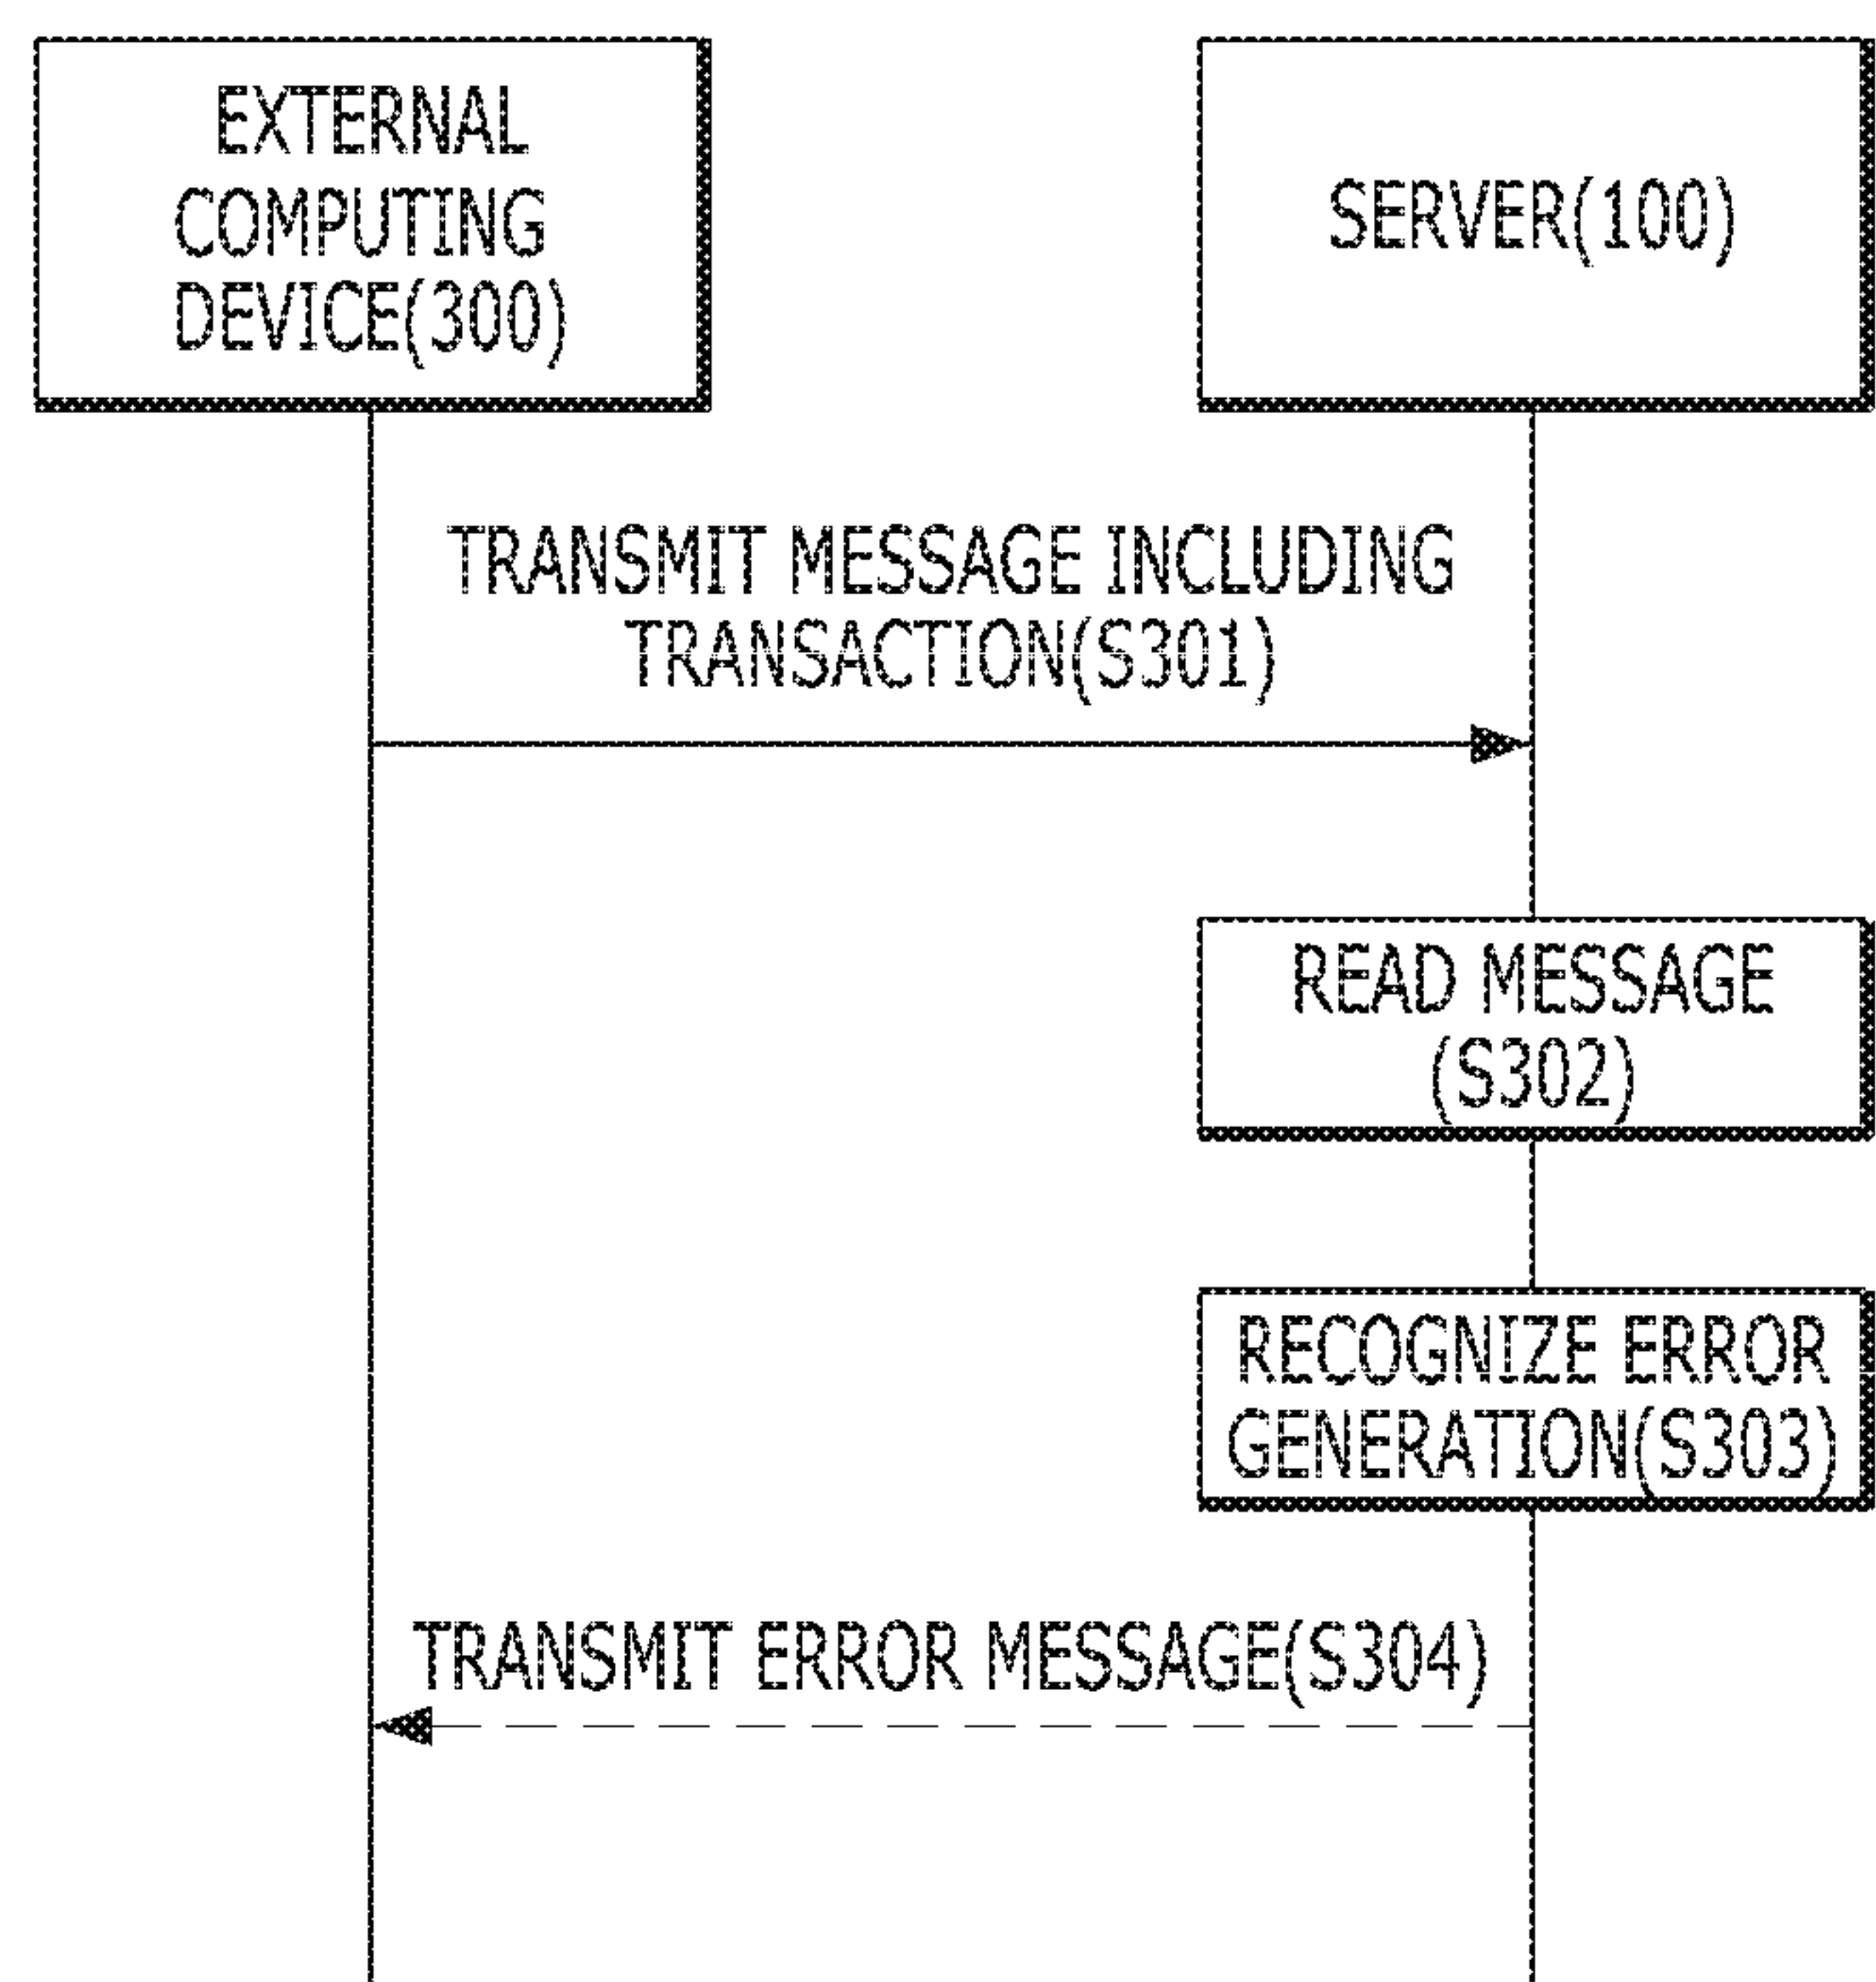 EXTERNAL
COMPUTING
DEVICE(300)
SERVER(100)
TRANSMIT MESSAGE INCLUDING
TRANSACTION(S301)
READ MESSAGE
(S302)
RECOGNIZE ERROR
GENERATION(S303)
TRANSMIT ERROR MESSAGE(S304)